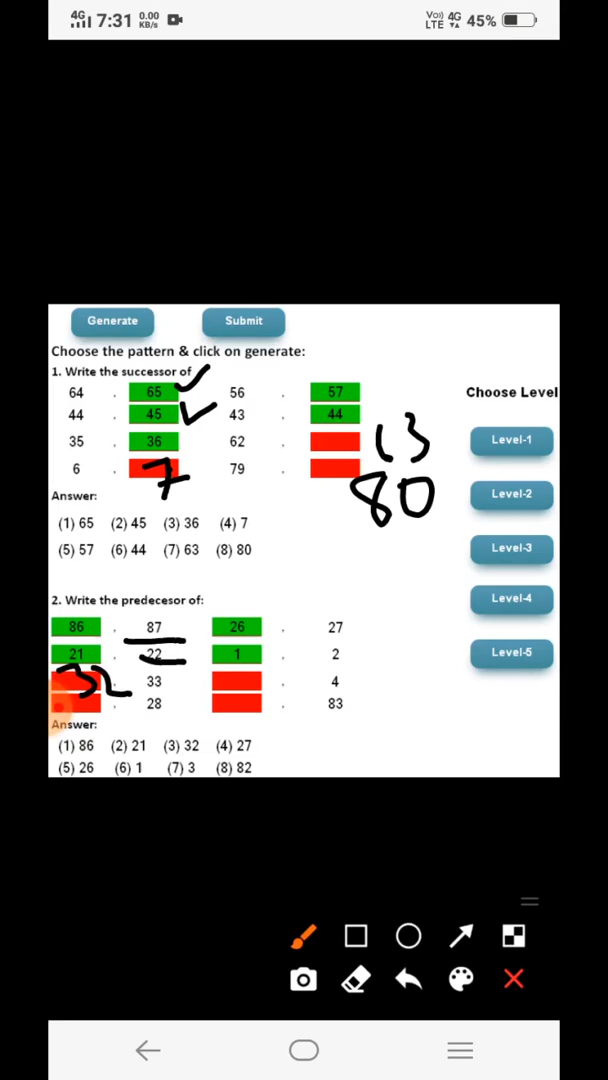 4G 7:31 0.00 KB/s Vo) LTE 4G 45%
Generate Submit
Choose the pattern & click on generate:
1. Write the successor of
64 . 65 56 . 57 Choose Level
44 . 45 43 . 44
35 . 36 62 . 13 Level-1
6 . 7 79 . 80
Level-2
Answer:
(1) 65 (2) 45 (3) 36 (4) 7
(5) 57 (6) 44 (7) 63 (8) 80 Level-3
2. Write the predecesor of: Level-4
86 . 87 26 . 27
21 . 22 1 . 2 Level-5
32 . 33 . 4
. 28 . 83
Answer:
(1) 86 (2) 21 (3) 32 (4) 27
(5) 26 (6) 1 (7) 3 (8) 82